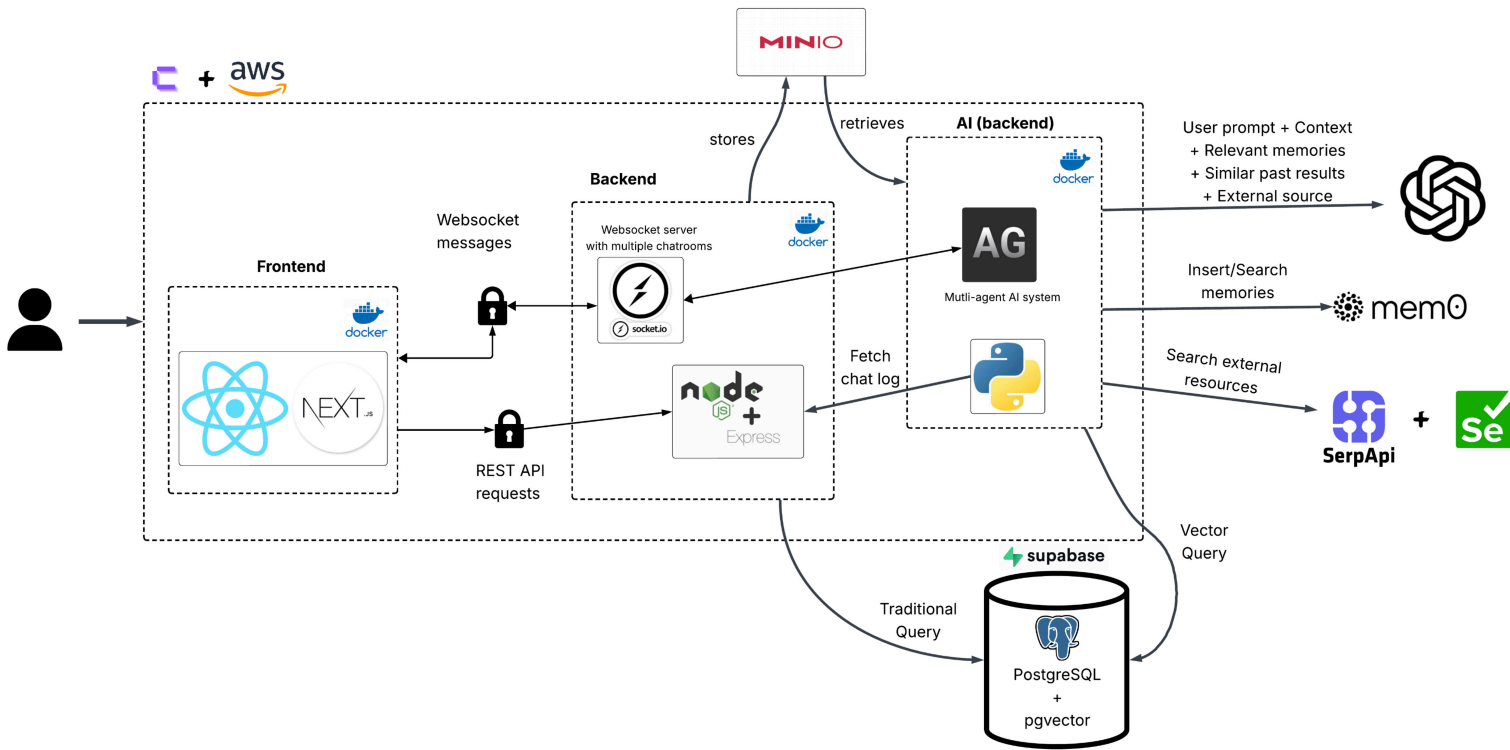 MINIO
aws
stores
retrieves
AI (backend)
docker
User prompt + Context
+ Relevant memories
+ Similar past results
+ External source
Backend
docker
Websocket
messages
Websocket server
with multiple chatrooms
socket.io
AG
Mutli-agent AI system
Insert/Search
memories
mem0
Frontend
docker
NEXT.JS
Fetch
chat log
node
JS
+
Express
Search external
resources
SerpApi
+
Se
REST API
requests
Vector
Query
supabase
Traditional
Query
PostgreSQL
+
pgvector